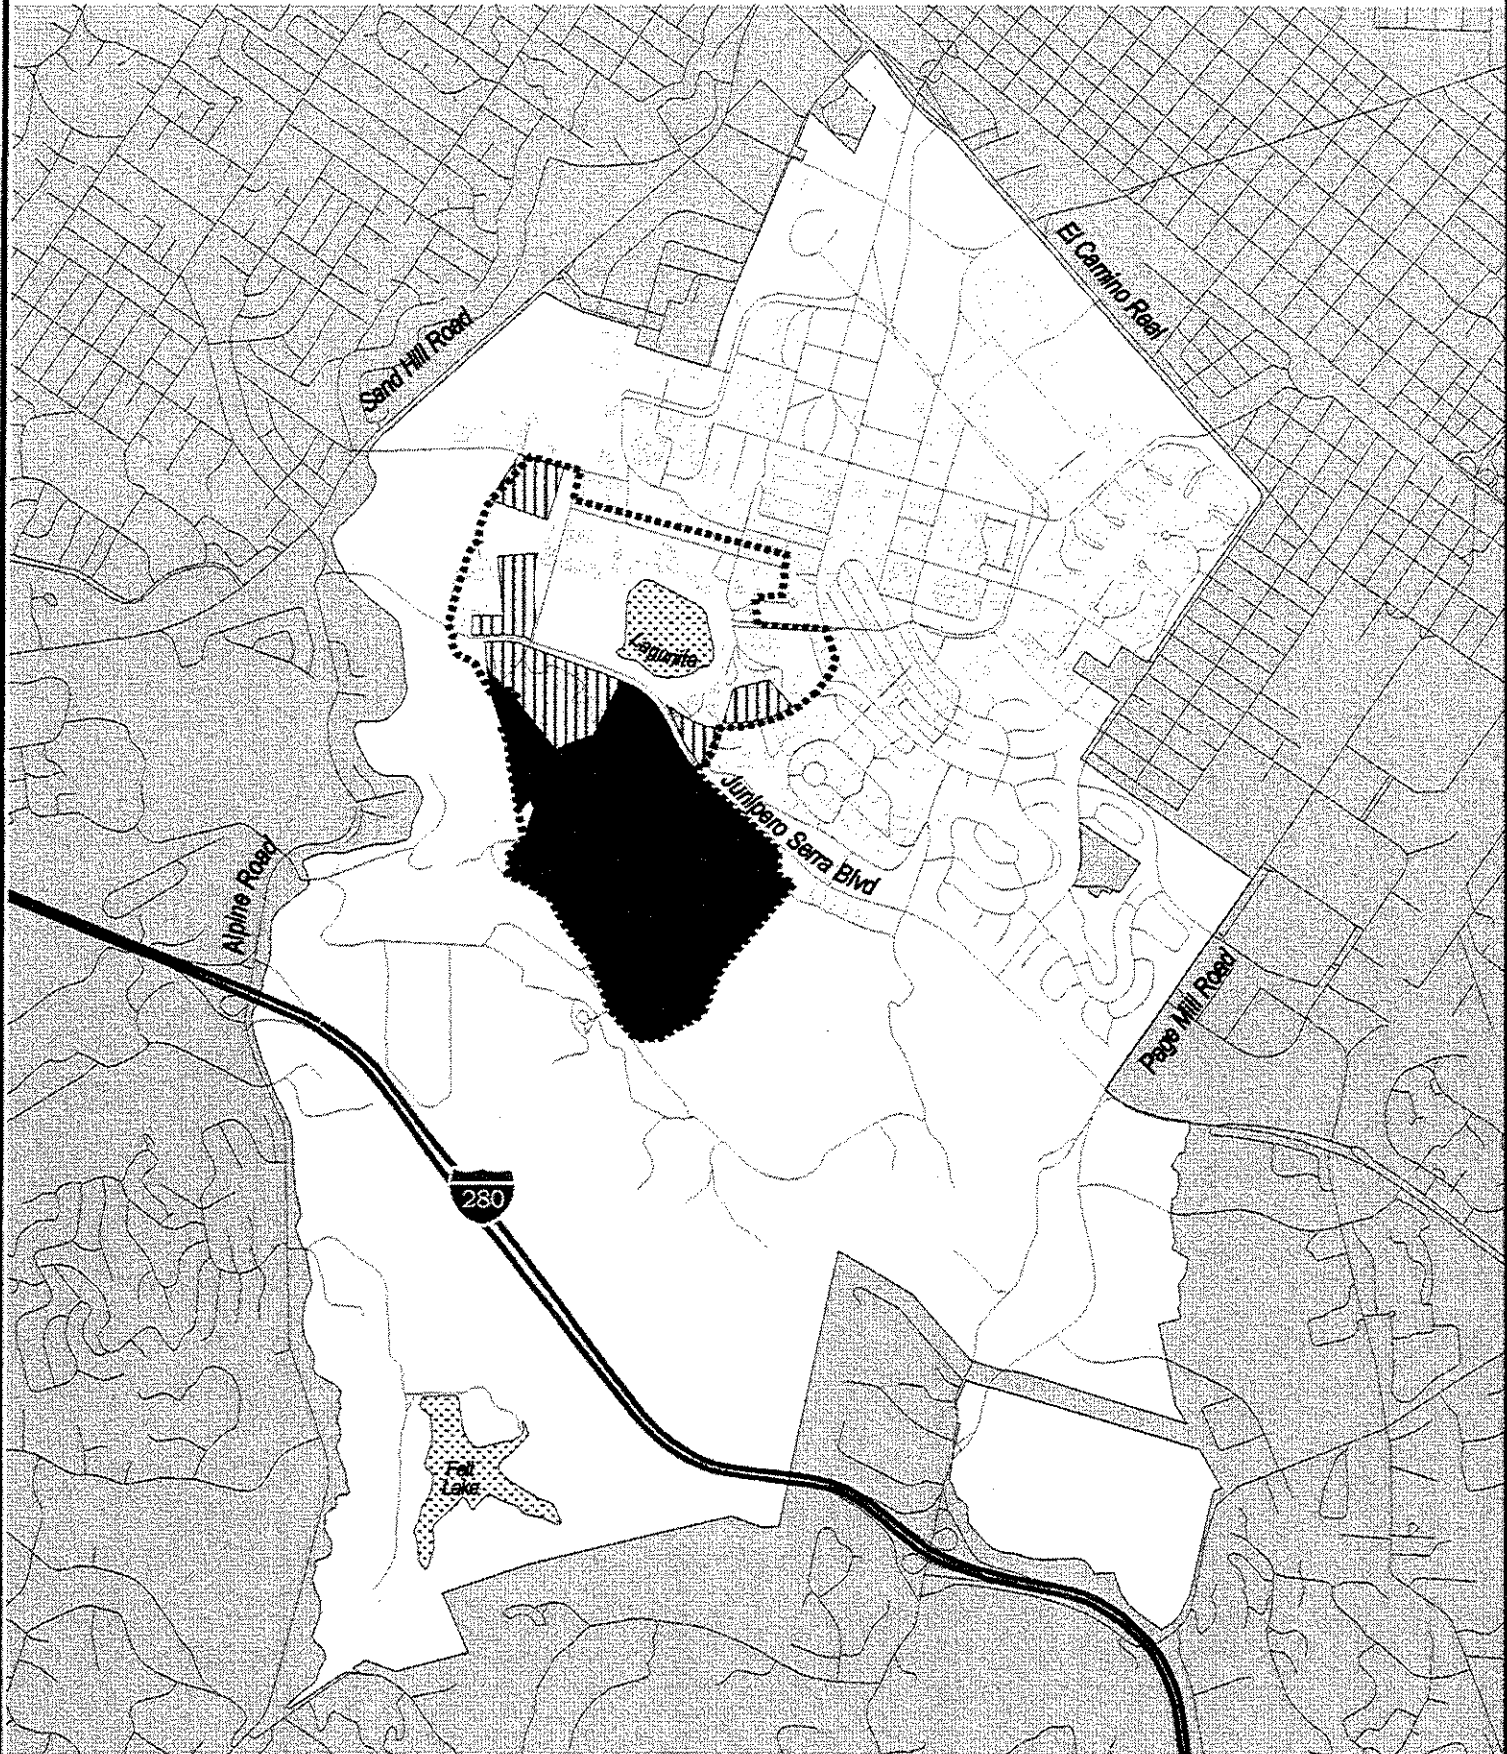 El Camino Real
Sand Hill Road
Lagunita
Junipero Serra Blvd
Alpine Road
Page Mill Road
280
Felt
Lake